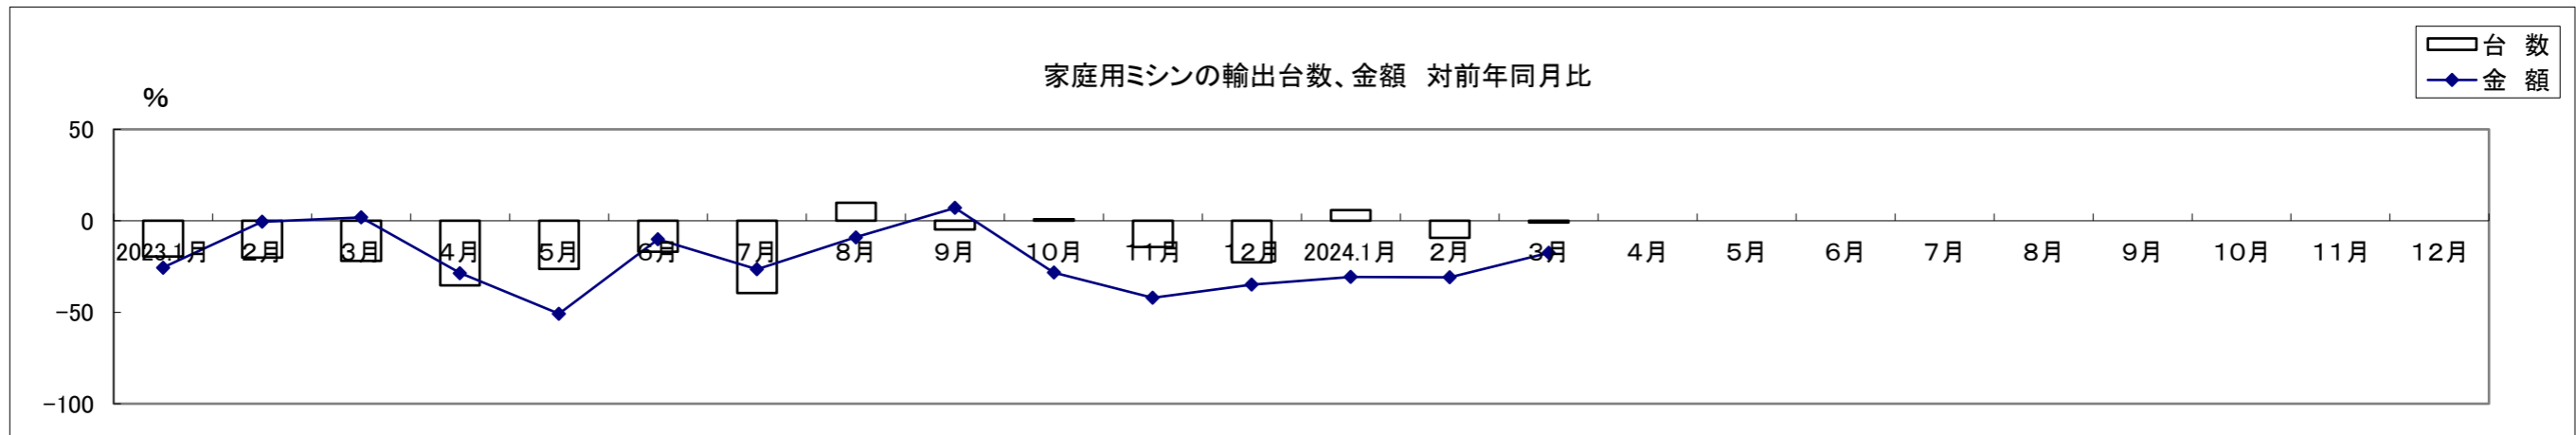 台　数
金　額
家庭用ミシンの輸出台数、金額　対前年同月比
%
50
0
-50
-100
2023.1月 2月 3月 4月 5月 6月 7月 8月 9月 10月 11月 12月 2024.1月 2月 3月 4月 5月 6月 7月 8月 9月 10月 11月 12月